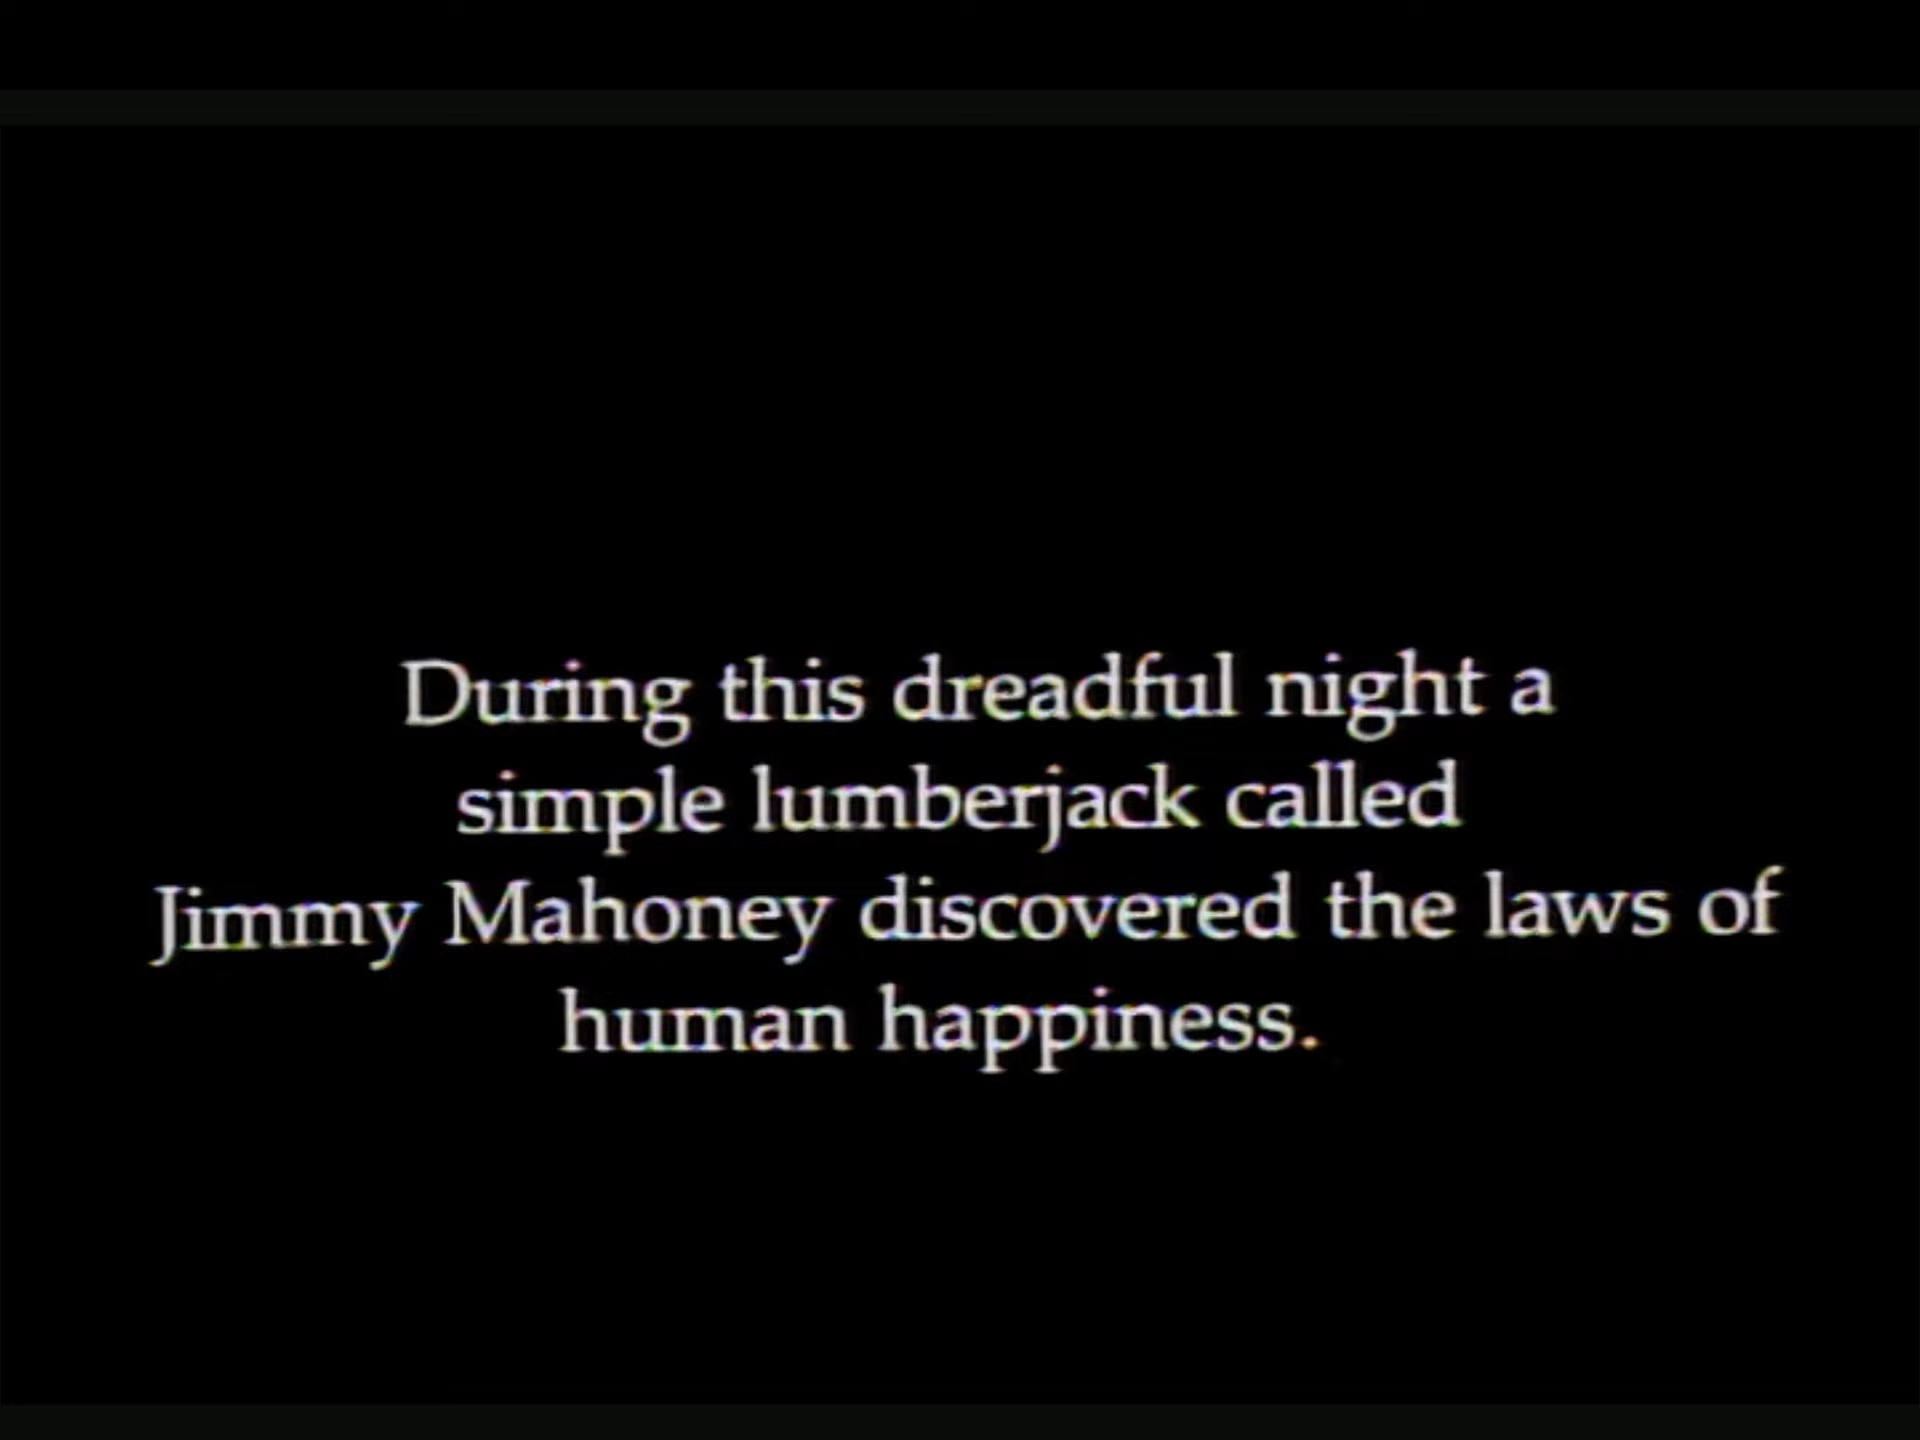 During this dreadful night a
simple lumberjack called
Jimmy Mahoney discovered the laws of
human happiness.